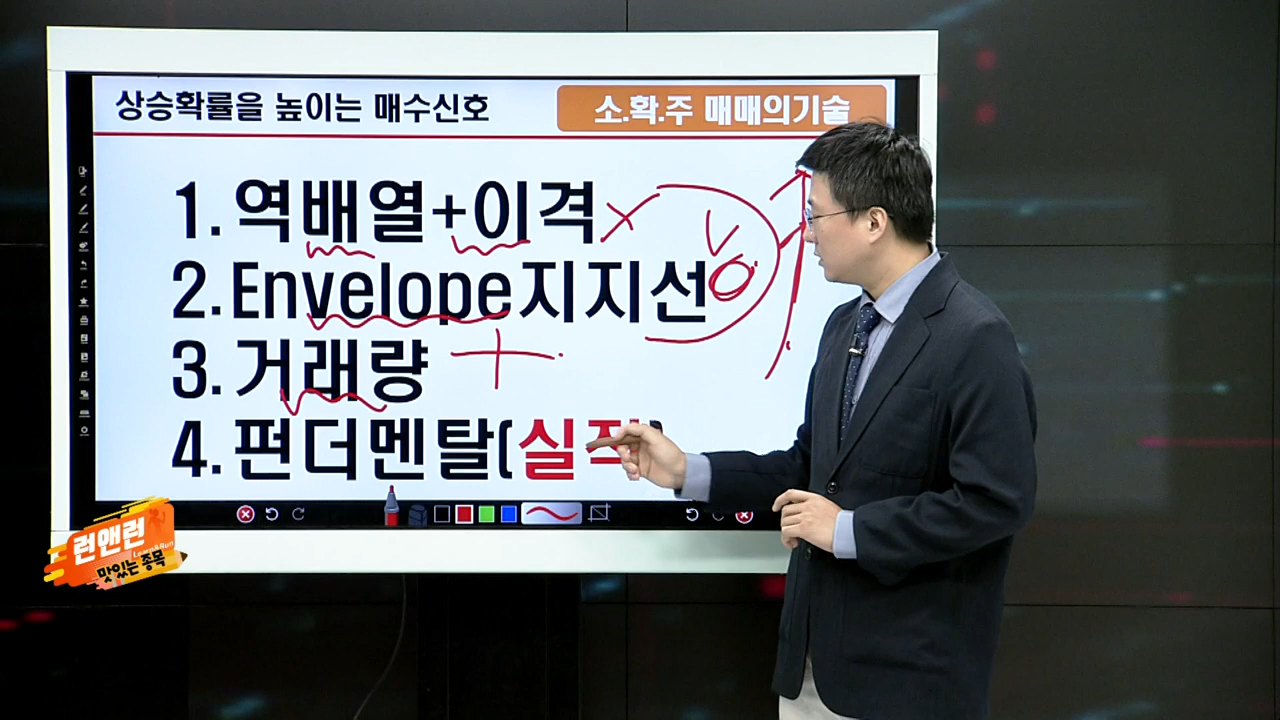 상승확률을 높이는 매수신호
소.확.주 매매의기술
1. 역배열+이격
2. Envelope지지선
3. 거래량
4. 펀더멘탈(실적)
런앤런
Learn&Run
맛있는 종목